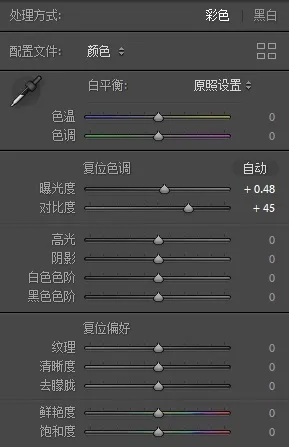 处理方式: 彩色 | 黑白
配置文件: 颜色
白平衡: 原照设置
色温 0
色调 0
复位色调 自动
曝光度 + 0.48
对比度 + 45
高光 0
阴影 0
白色色阶 0
黑色色阶 0
复位偏好
纹理 0
清晰度 0
去朦胧 0
鲜艳度 0
饱和度 0